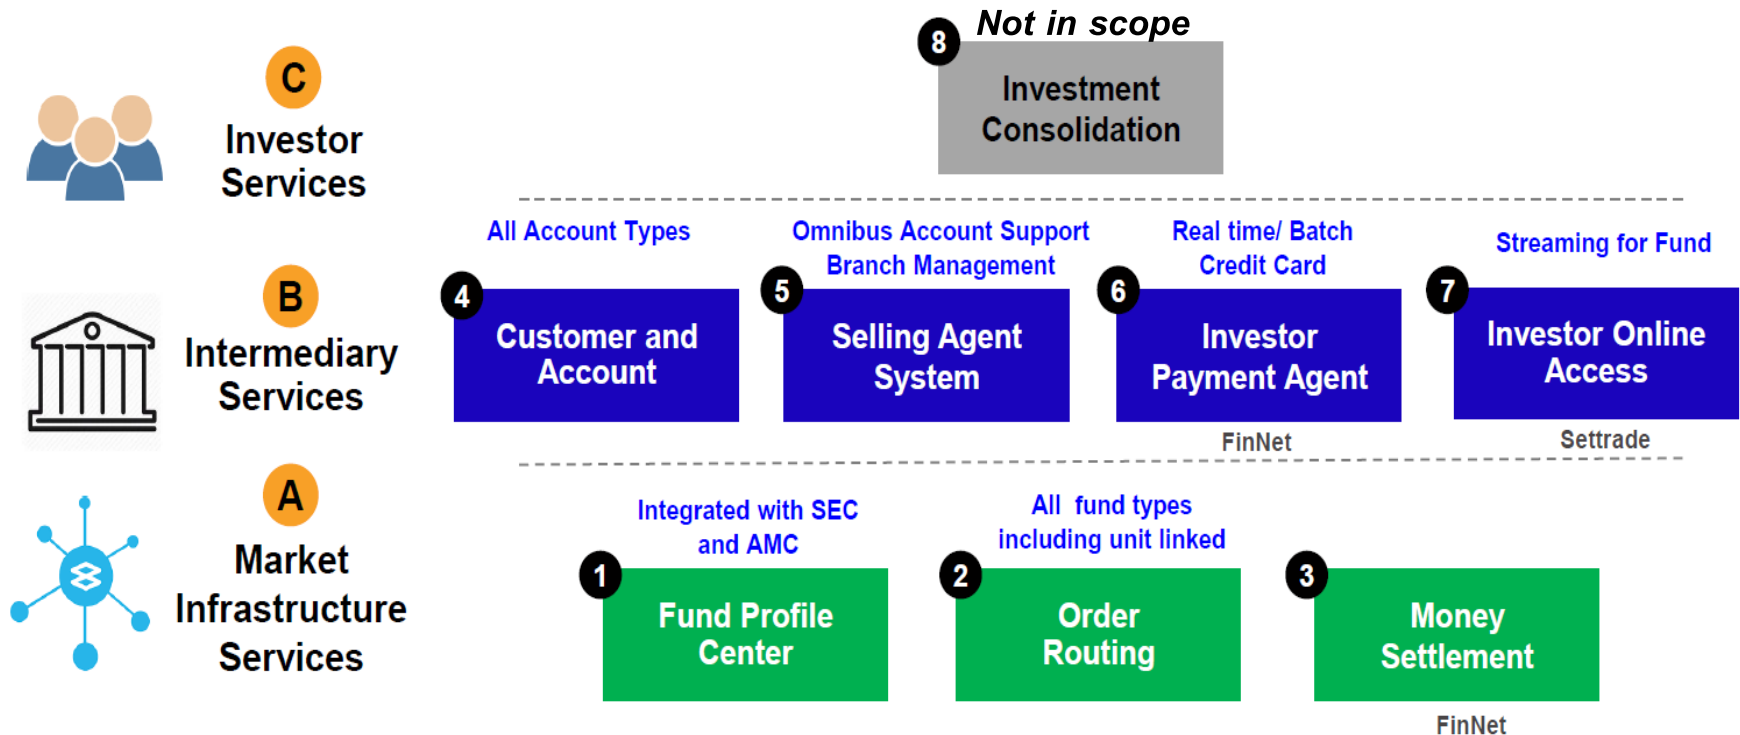 Not in scope
8
C
Investment
Consolidation
Investor
Services
All Account Types
Omnibus Account Support
Branch Management
Real time/ Batch
Credit Card
Streaming for Fund
B
4
5
6
7
Intermediary
Services
Customer and
Account
Selling Agent
System
Investor
Payment Agent
Investor Online
Access
FinNet
Settrade
A
Integrated with SEC
and AMC
All fund types
including unit linked
Market
Infrastructure
Services
1
2
3
Fund Profile
Center
Order
Routing
Money
Settlement
FinNet